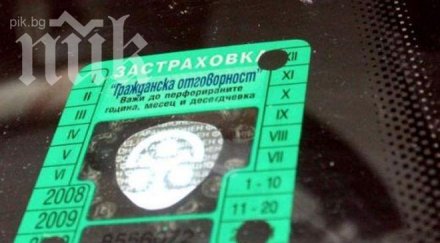 pik.bg
пик
ЗАСТРАХОВКА
"Гражданска отговорност"
Важи до перфорираните
година, месец и десетдневка
II
III
IV
V
VI
2008
2009
XII
XI
X
IX
VIII
VII
1 - 10
11 - 20